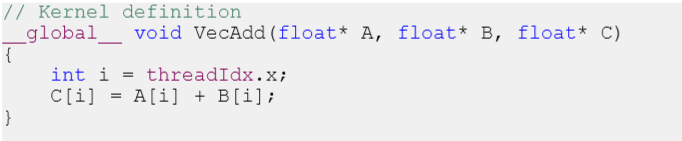 // Kernel definition
__global__ void VecAdd(float* A, float* B, float* C)
{
    int i = threadIdx.x;
    C[i] = A[i] + B[i];
}